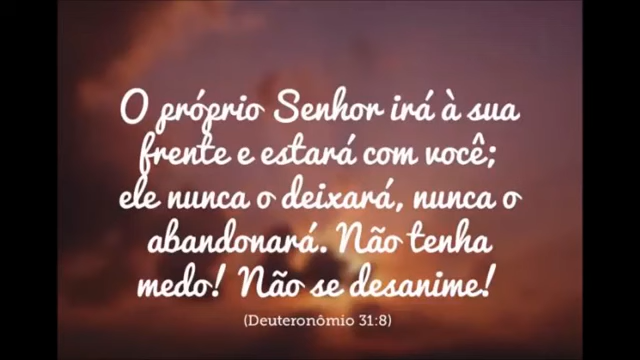 O próprio Senhor irá à sua
frente e estará com você;
ele nunca o deixará, nunca o
abandonará. Não tenha
medo! Não se desanime!
(Deuteronômio 31:8)